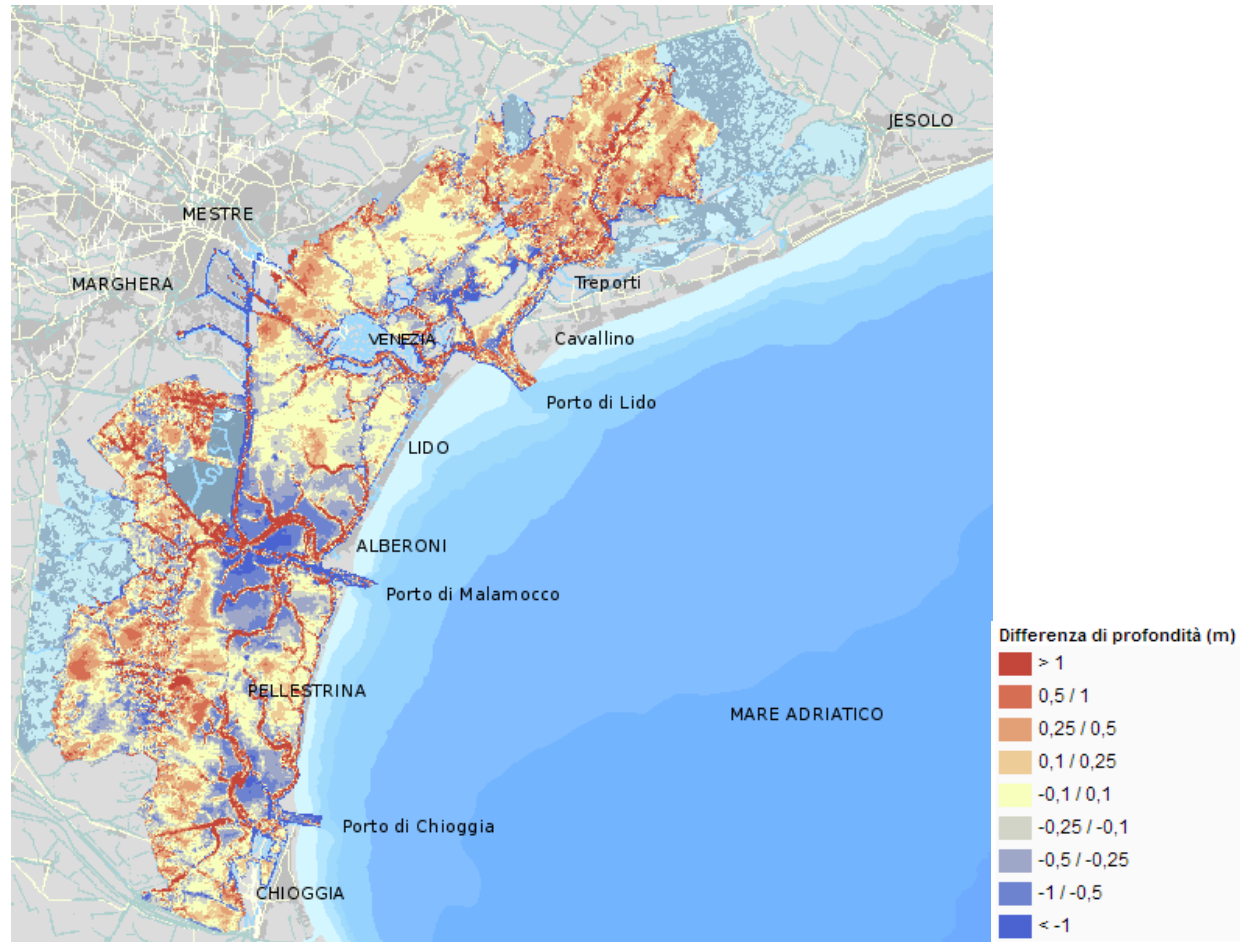 JESOLO
MESTRE
MARGHERA
Treporti
VENEZIA
Cavallino
Porto di Lido
LIDO
ALBERONI
Porto di Malamocco
PELLESTRINA
MARE ADRIATICO
Porto di Chioggia
CHIOGGIA
Differenza di profondità (m)
> 1
0,5 / 1
0,25 / 0,5
0,1 / 0,25
-0,1 / 0,1
-0,25 / -0,1
-0,5 / -0,25
-1 / -0,5
< -1